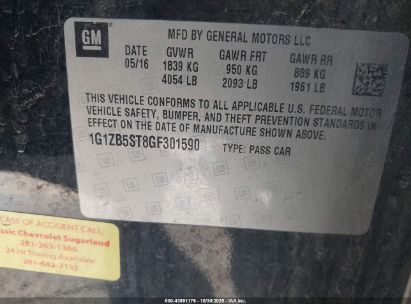 GM
MFD BY GENERAL MOTORS LLC
DATE GVWR GAWR FRT GAWR RR
05/16 1839 KG 950 KG 889 KG
4054 LB 2093 LB 1961 LB
THIS VEHICLE CONFORMS TO ALL APPLICABLE U.S. FEDERAL MOTOR
VEHICLE SAFETY, BUMPER, AND THEFT PREVENTION STANDARDS
IN EFFECT ON THE DATE OF MANUFACTURE SHOWN ABOVE.
1G1ZB5ST8GF301590 TYPE: PASS CAR
CASE OF ACCIDENT CALL:
assic Chevrolet Sugarland
281-263-1366
24 Hr Towing Available
281-642-3135